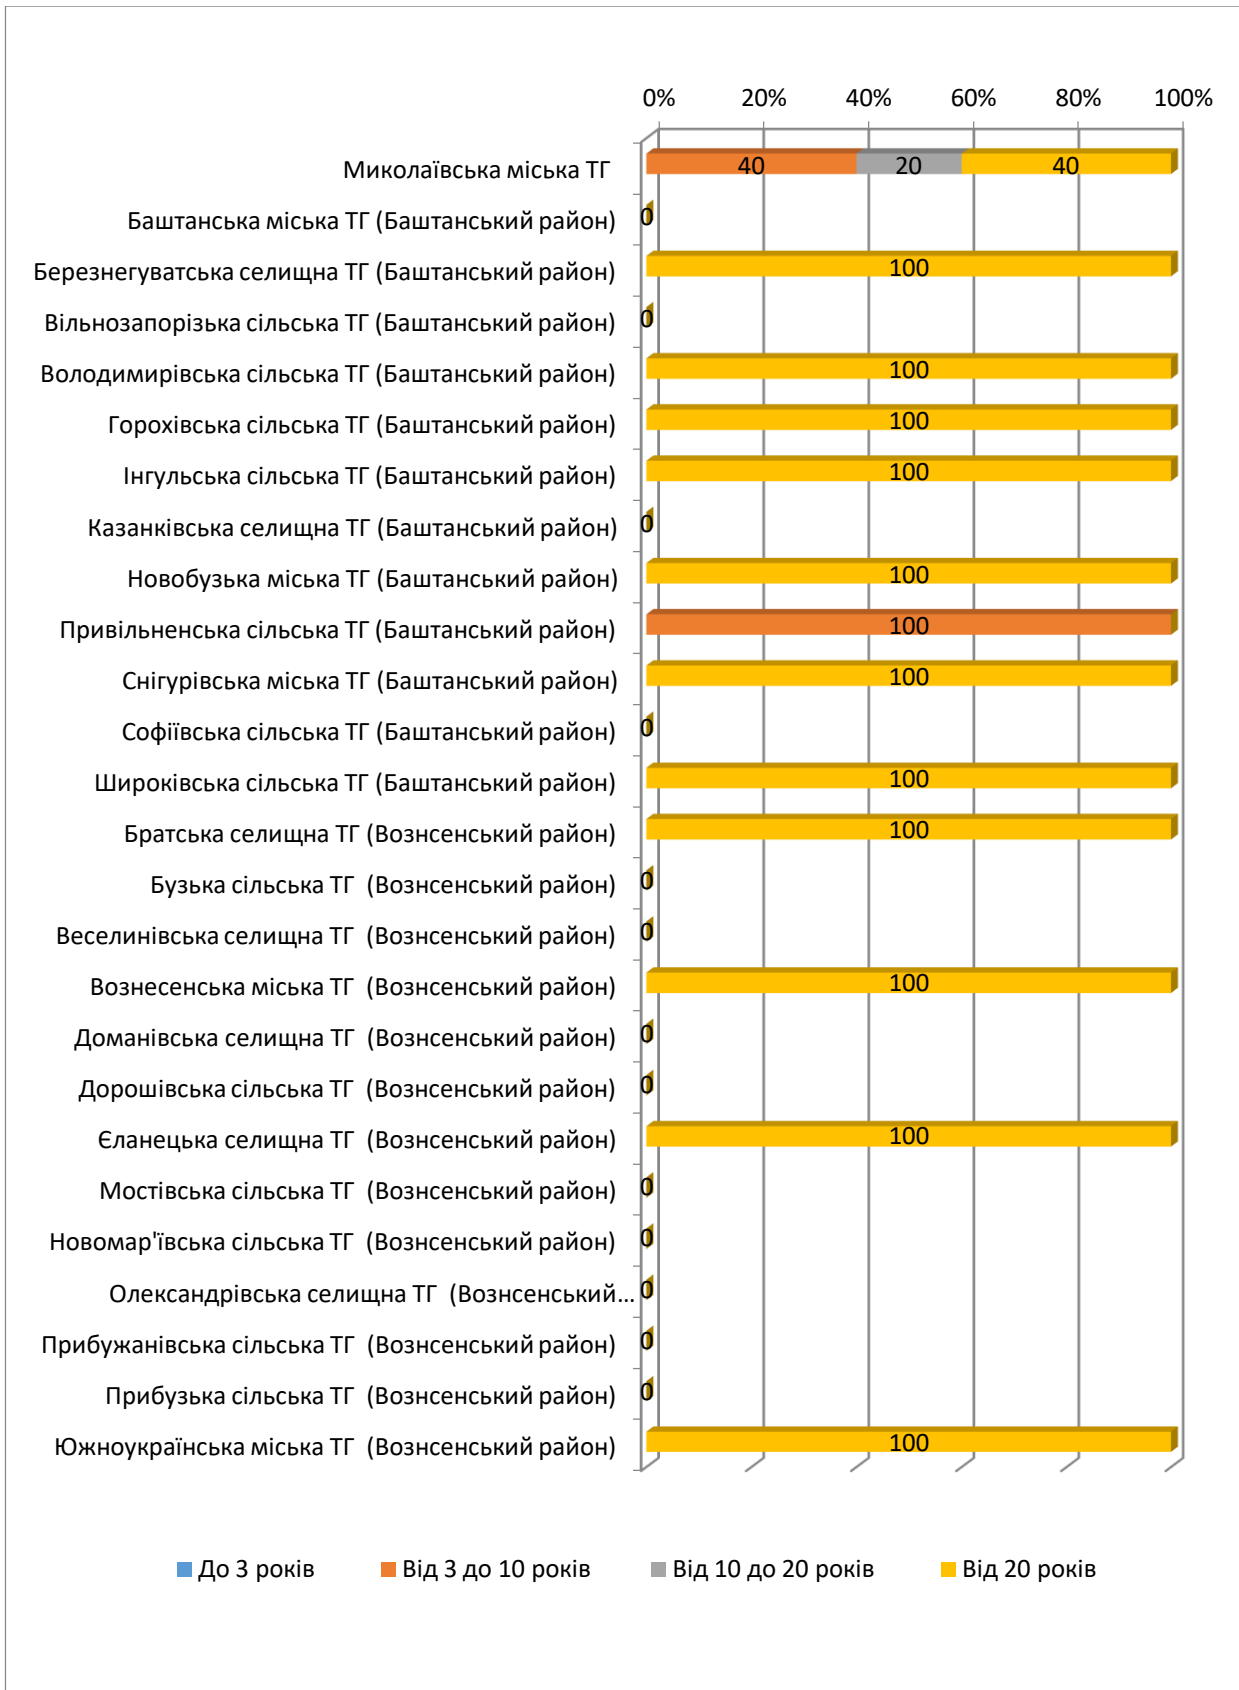 0% 20% 40% 60% 80% 100%
Миколаївська міська ТГ 40 20 40
Баштанська міська ТГ (Баштанський район) 0
Березнегуватська селищна ТГ (Баштанський район) 100
Вільнозапорізька сільська ТГ (Баштанський район) 0
Володимирівська сільська ТГ (Баштанський район) 100
Горохівська сільська ТГ (Баштанський район) 100
Інгульська сільська ТГ (Баштанський район) 100
Казанківська селищна ТГ (Баштанський район) 0
Новобузька міська ТГ (Баштанський район) 100
Привільненська сільська ТГ (Баштанський район) 100
Снігурівська міська ТГ (Баштанський район) 100
Софіївська сільська ТГ (Баштанський район) 0
Широківська сільська ТГ (Баштанський район) 100
Братська селищна ТГ (Вознсенський район) 100
Бузька сільська ТГ (Вознсенський район) 0
Веселинівська селищна ТГ (Вознсенський район) 0
Вознесенська міська ТГ (Вознсенський район) 100
Доманівська селищна ТГ (Вознсенський район) 0
Дорошівська сільська ТГ (Вознсенський район) 0
Єланецька селищна ТГ (Вознсенський район) 100
Мостівська сільська ТГ (Вознсенський район) 0
Новомар'ївська сільська ТГ (Вознсенський район) 0
Олександрівська селищна ТГ (Вознсенський... 0
Прибужанівська сільська ТГ (Вознсенський район) 0
Прибузька сільська ТГ (Вознсенський район) 0
Южноукраїнська міська ТГ (Вознсенський район) 100
До 3 років Від 3 до 10 років Від 10 до 20 років Від 20 років